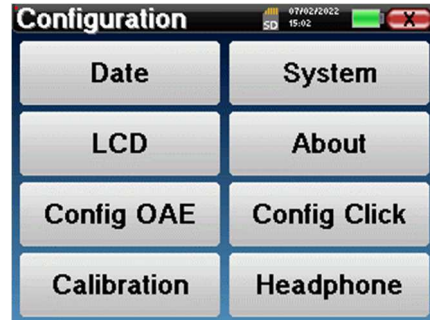 Configuration
SD
07/02/2022
15:02
X
Date
System
LCD
About
Config OAE
Config Click
Calibration
Headphone